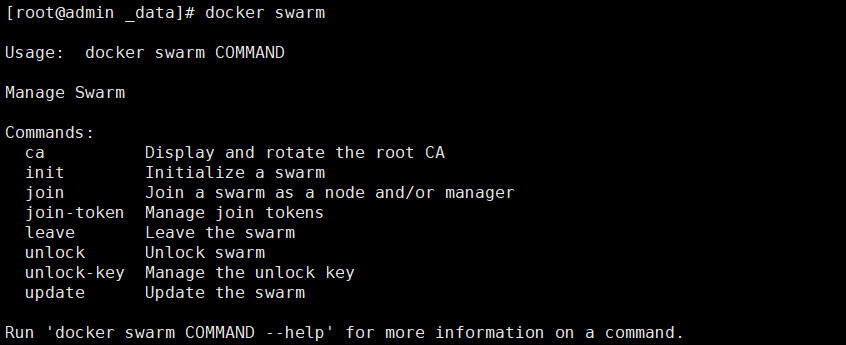 [root@admin _data]# docker swarm
Usage:  docker swarm COMMAND
Manage Swarm
Commands:
  ca          Display and rotate the root CA
  init        Initialize a swarm
  join        Join a swarm as a node and/or manager
  join-token  Manage join tokens
  leave       Leave the swarm
  unlock      Unlock swarm
  unlock-key  Manage the unlock key
  update      Update the swarm
Run 'docker swarm COMMAND --help' for more information on a command.